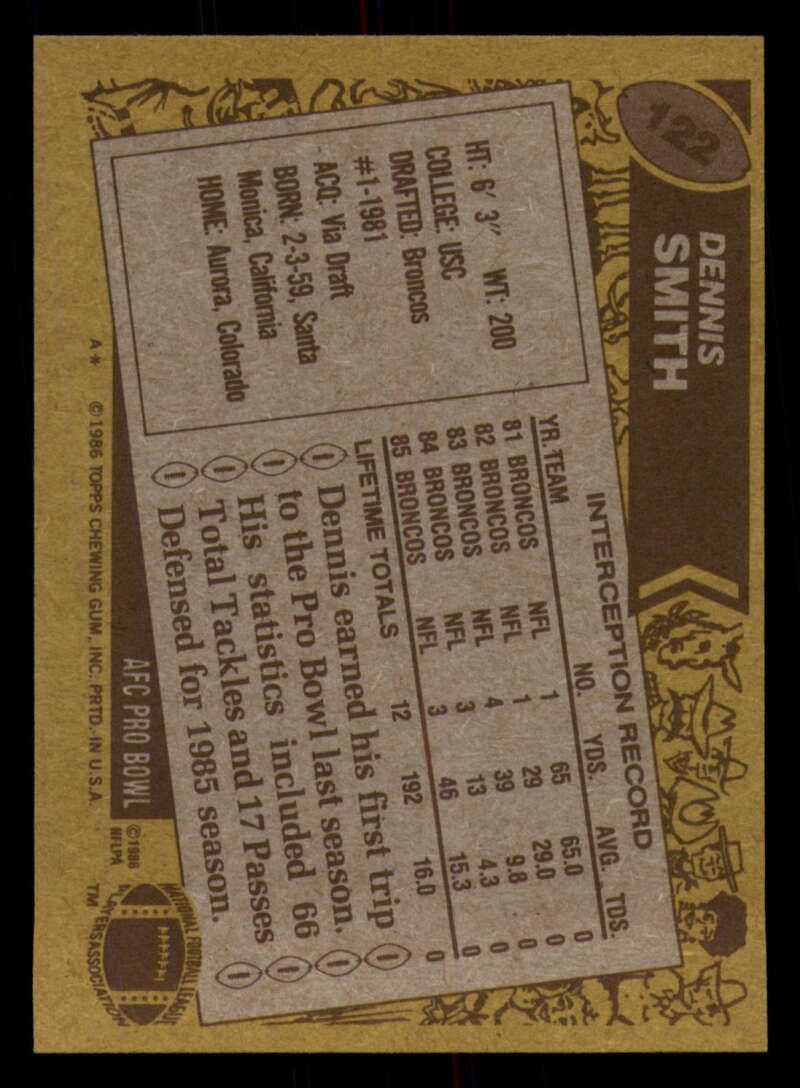 122
DENNIS
SMITH
HT: 6' 3" WT: 200
COLLEGE: USC
DRAFTED: Broncos
#1-1981
ACQ: Via Draft
BORN: 2-3-59, Santa
Monica, California
HOME: Aurora, Colorado
INTERCEPTION RECORD
YR. TEAM NO. YDS. AVG. TDS.
81 BRONCOS NFL 1 65 65.0 0
82 BRONCOS NFL 1 29 29.0 0
83 BRONCOS NFL 4 39 9.8 0
84 BRONCOS NFL 3 13 4.3 0
85 BRONCOS NFL 3 46 15.3 0
LIFETIME TOTALS 12 192 16.0 0
Dennis earned his first trip
to the Pro Bowl last season.
His statistics included 66
Total Tackles and 17 Passes
Defensed for 1985 season.
AFC PRO BOWL
A* ©1986 TOPPS CHEWING GUM, INC. PRTD. IN U.S.A.
©1986
NFLPA
NATIONAL FOOTBALL LEAGUE
PLAYERS ASSOCIATION
TM